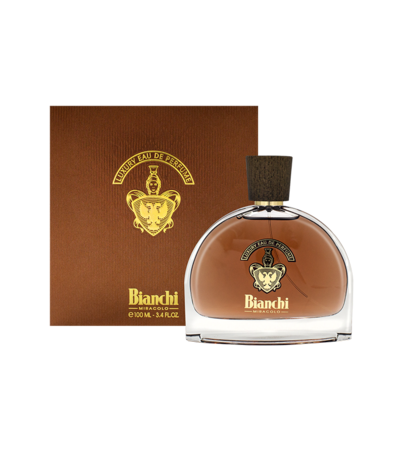 LUXURY EAU DE PERFUME
Bianchi
MIRACOLO
℮100 ML - 3.4 FL.OZ.
LUXURY EAU DE PERFUME
Bianchi
MIRACOLO